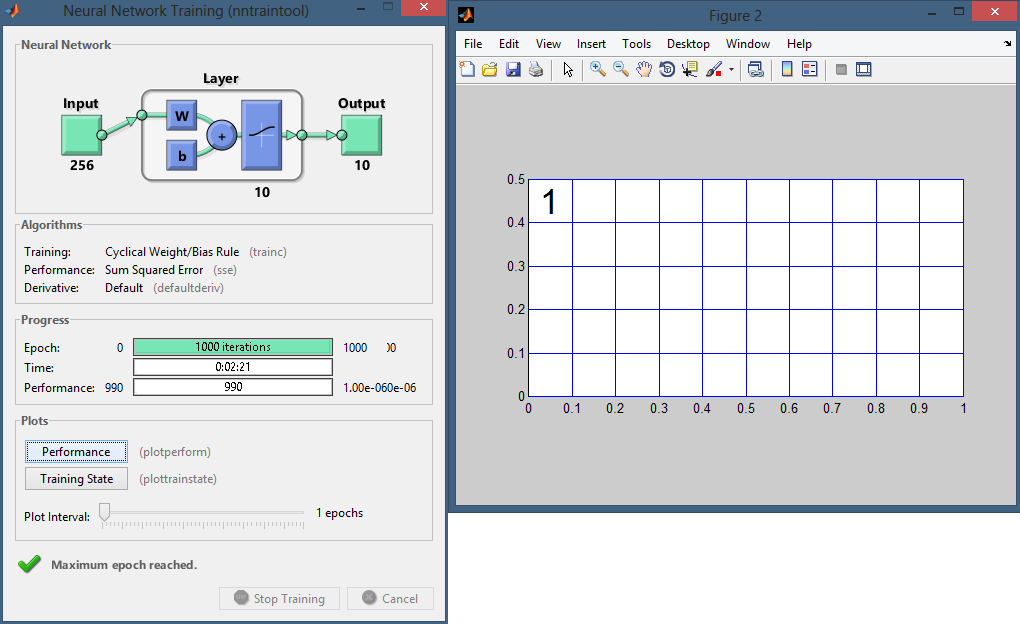 Neural Network Training (nntraintool)
Neural Network
Layer
Input
Output
W
+
b
256
10
10
Algorithms
Training: Cyclical Weight/Bias Rule (trainc)
Performance: Sum Squared Error (sse)
Derivative: Default (defaultderiv)
Progress
Epoch: 0 1000 iterations 1000
Time: 0:02:21
Performance: 990 990 1.00e-060e-06
Plots
Performance (plotperform)
Training State (plottrainstate)
Plot Interval: 1 epochs
Maximum epoch reached.
Stop Training Cancel
Figure 2
File Edit View Insert Tools Desktop Window Help
0.5
1
0.4
0.3
0.2
0.1
0
0 0.1 0.2 0.3 0.4 0.5 0.6 0.7 0.8 0.9 1